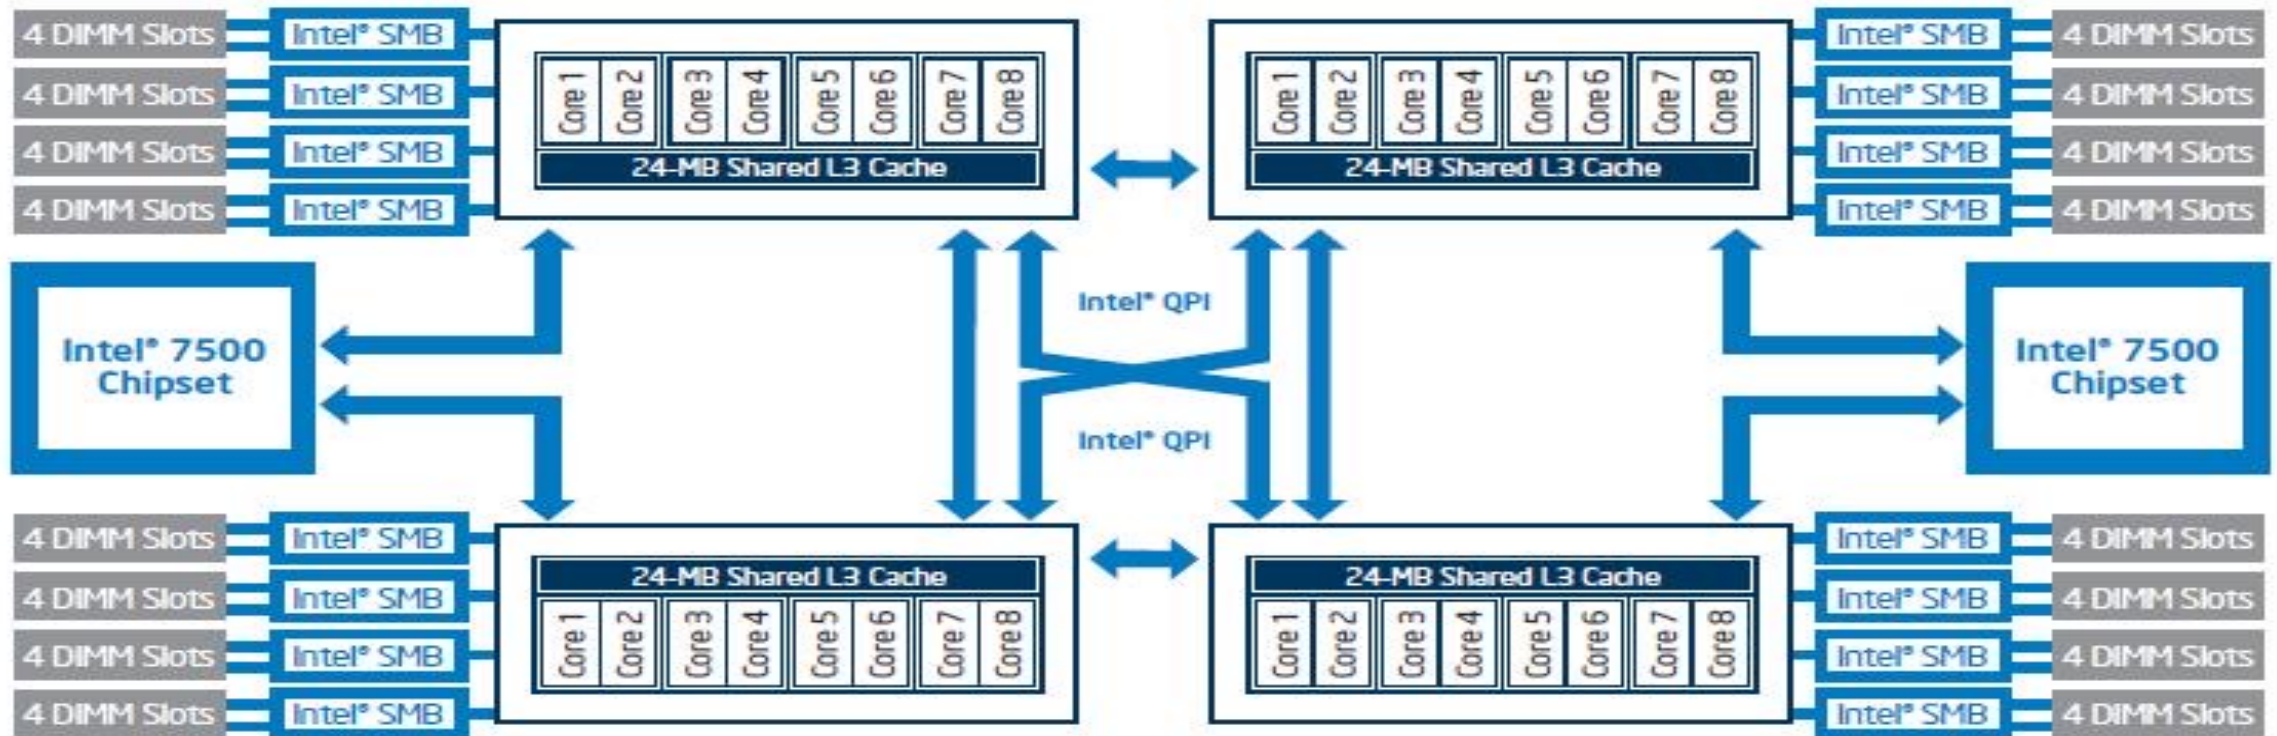 4 DIMM Slots Intel® SMB Intel® SMB 4 DIMM Slots
Core 1 Core 2 Core 3 Core 4 Core 5 Core 6 Core 7 Core 8 Core 1 Core 2 Core 3 Core 4 Core 5 Core 6 Core 7 Core 8
4 DIMM Slots Intel® SMB Intel® SMB 4 DIMM Slots
4 DIMM Slots Intel® SMB Intel® SMB 4 DIMM Slots
24-MB Shared L3 Cache 24-MB Shared L3 Cache
4 DIMM Slots Intel® SMB Intel® SMB 4 DIMM Slots
Intel® QPI
Intel® 7500 Intel® 7500
Chipset Chipset
Intel® QPI
4 DIMM Slots Intel® SMB Intel® SMB 4 DIMM Slots
24-MB Shared L3 Cache 24-MB Shared L3 Cache
4 DIMM Slots Intel® SMB Intel® SMB 4 DIMM Slots
Core 1 Core 2 Core 3 Core 4 Core 5 Core 6 Core 7 Core 8 Core 1 Core 2 Core 3 Core 4 Core 5 Core 6 Core 7 Core 8
4 DIMM Slots Intel® SMB Intel® SMB 4 DIMM Slots
4 DIMM Slots Intel® SMB Intel® SMB 4 DIMM Slots